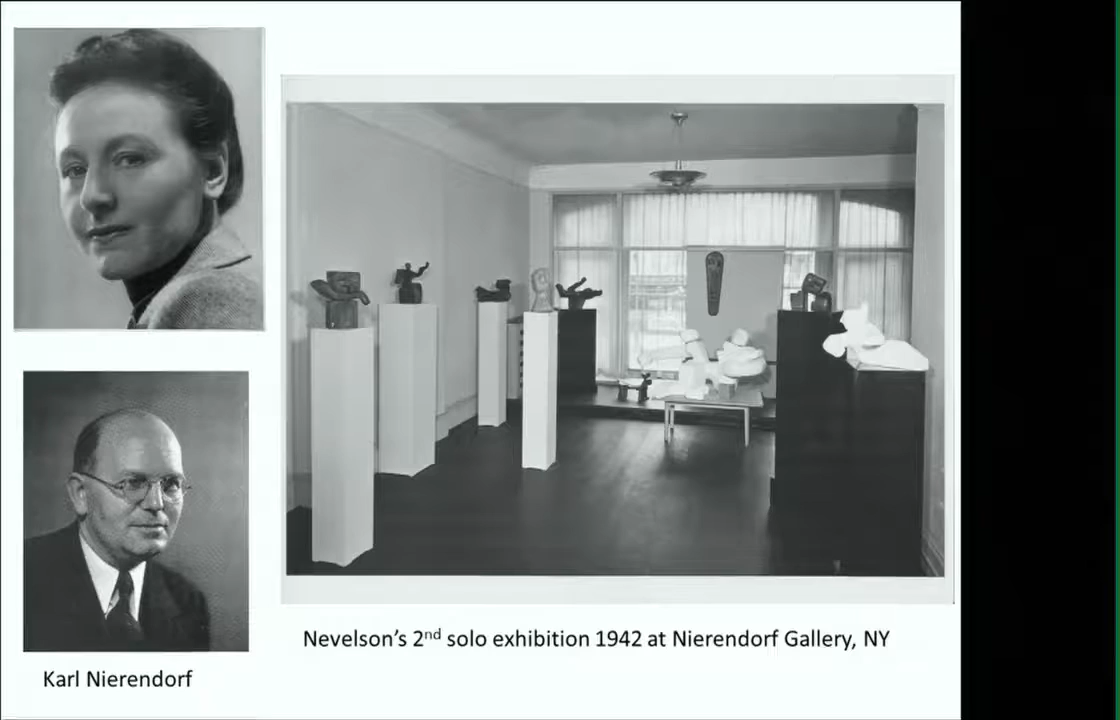 Nevelson's 2nd solo exhibition 1942 at Nierendorf Gallery, NY
Karl Nierendorf